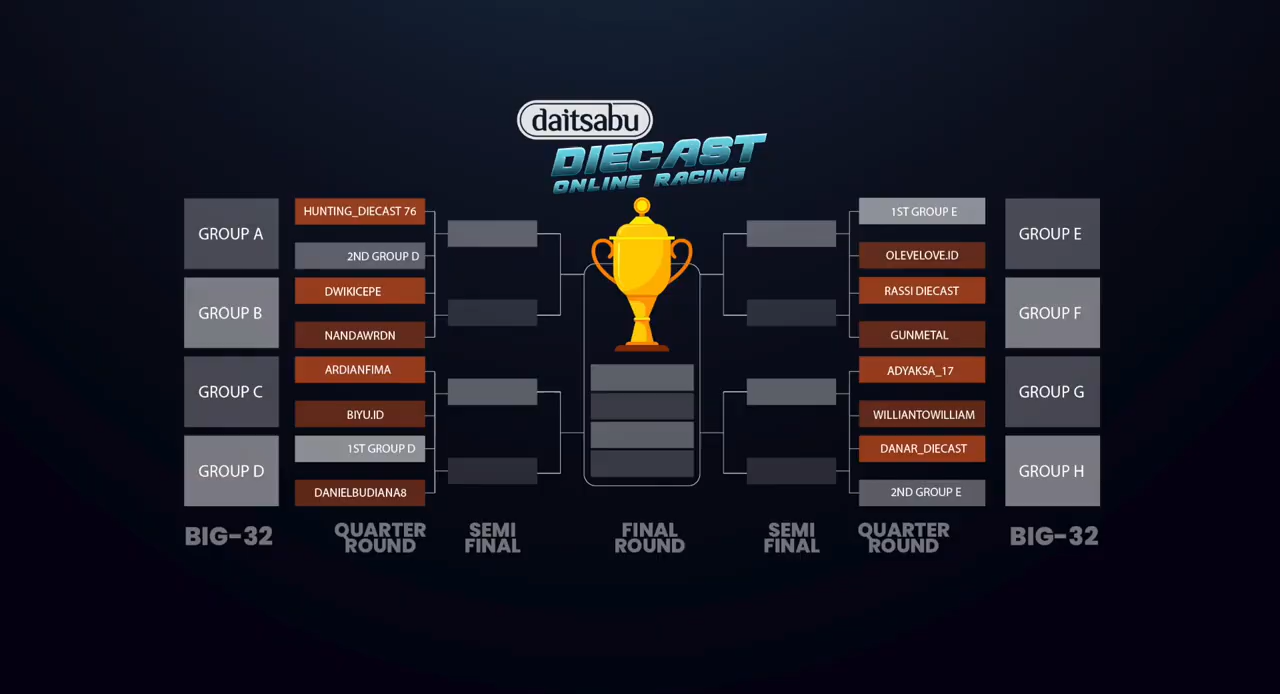 daitsabu
DIECAST
ONLINE RACING
GROUP A
GROUP B
GROUP C
GROUP D
BIG-32
HUNTING_DIECAST 76
2ND GROUP D
DWIKICEPE
NANDAWRDN
ARDIANFIMA
BIYU.ID
1ST GROUP D
DANIELBUDIANA8
QUARTER
ROUND
SEMI
FINAL
FINAL
ROUND
SEMI
FINAL
1ST GROUP E
OLEVELOVE.ID
RASSI DIECAST
GUNMETAL
ADYAKSA_17
WILLIANTOWILLIAM
DANAR_DIECAST
2ND GROUP E
QUARTER
ROUND
GROUP E
GROUP F
GROUP G
GROUP H
BIG-32